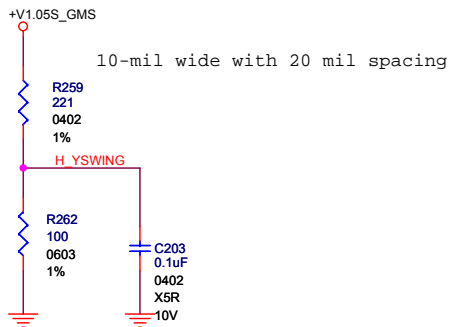 +V1.05S_GMS
10-mil wide with 20 mil spacing
R259
221
0402
1%
H_YSWING
R262
100
0603
1%
C203
0.1uF
0402
X5R
10V